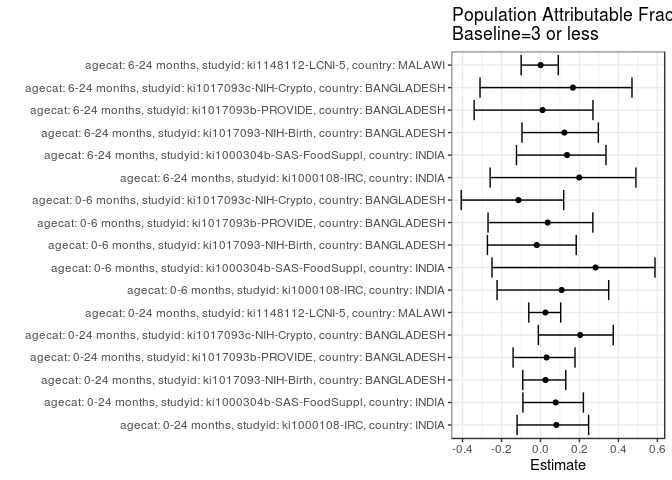 Population Attributable Frac
Baseline=3 or less
agecat: 6-24 months, studyid: ki1148112-LCNI-5, country: MALAWI
agecat: 6-24 months, studyid: ki1017093c-NIH-Crypto, country: BANGLADESH
agecat: 6-24 months, studyid: ki1017093b-PROVIDE, country: BANGLADESH
agecat: 6-24 months, studyid: ki1017093-NIH-Birth, country: BANGLADESH
agecat: 6-24 months, studyid: ki1000304b-SAS-FoodSuppl, country: INDIA
agecat: 6-24 months, studyid: ki1000108-IRC, country: INDIA
agecat: 0-6 months, studyid: ki1017093c-NIH-Crypto, country: BANGLADESH
agecat: 0-6 months, studyid: ki1017093b-PROVIDE, country: BANGLADESH
agecat: 0-6 months, studyid: ki1017093-NIH-Birth, country: BANGLADESH
agecat: 0-6 months, studyid: ki1000304b-SAS-FoodSuppl, country: INDIA
agecat: 0-6 months, studyid: ki1000108-IRC, country: INDIA
agecat: 0-24 months, studyid: ki1148112-LCNI-5, country: MALAWI
agecat: 0-24 months, studyid: ki1017093c-NIH-Crypto, country: BANGLADESH
agecat: 0-24 months, studyid: ki1017093b-PROVIDE, country: BANGLADESH
agecat: 0-24 months, studyid: ki1017093-NIH-Birth, country: BANGLADESH
agecat: 0-24 months, studyid: ki1000304b-SAS-FoodSuppl, country: INDIA
agecat: 0-24 months, studyid: ki1000108-IRC, country: INDIA
-0.4 -0.2 0.0 0.2 0.4 0.6
Estimate